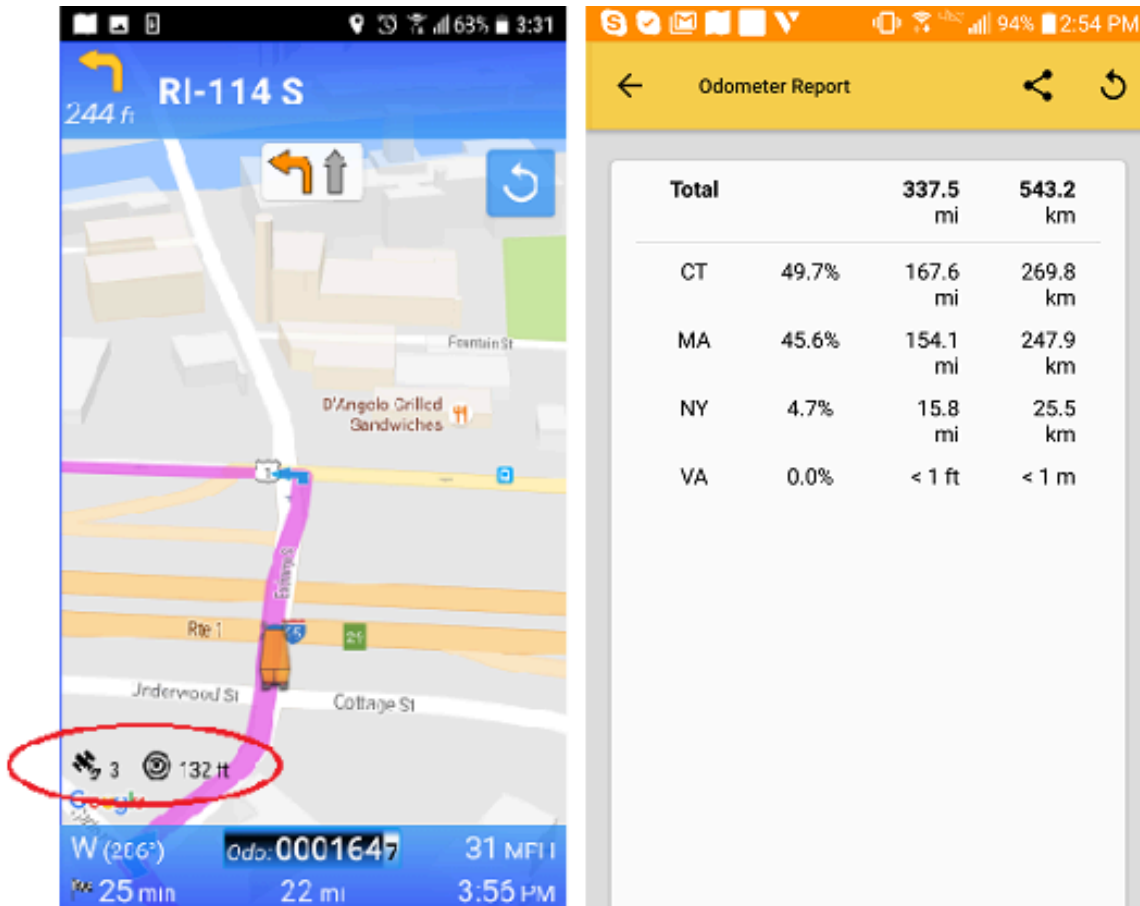 63% 3:31
RI-114 S
244 ft
Fountain St
D'Angelo Grilled
Sandwiches
1
Rte 1
Underwood St
Cottage St
3 132 ft
Google
W
Odo: 0001647
31 MPH
25 min
22 mi
3:55 PM
94% 2:54 PM
Odometer Report
Total 337.5 543.2
mi km
CT 49.7% 167.6 269.8
mi km
MA 45.6% 154.1 247.9
mi km
NY 4.7% 15.8 25.5
mi km
VA 0.0% < 1 ft < 1 m